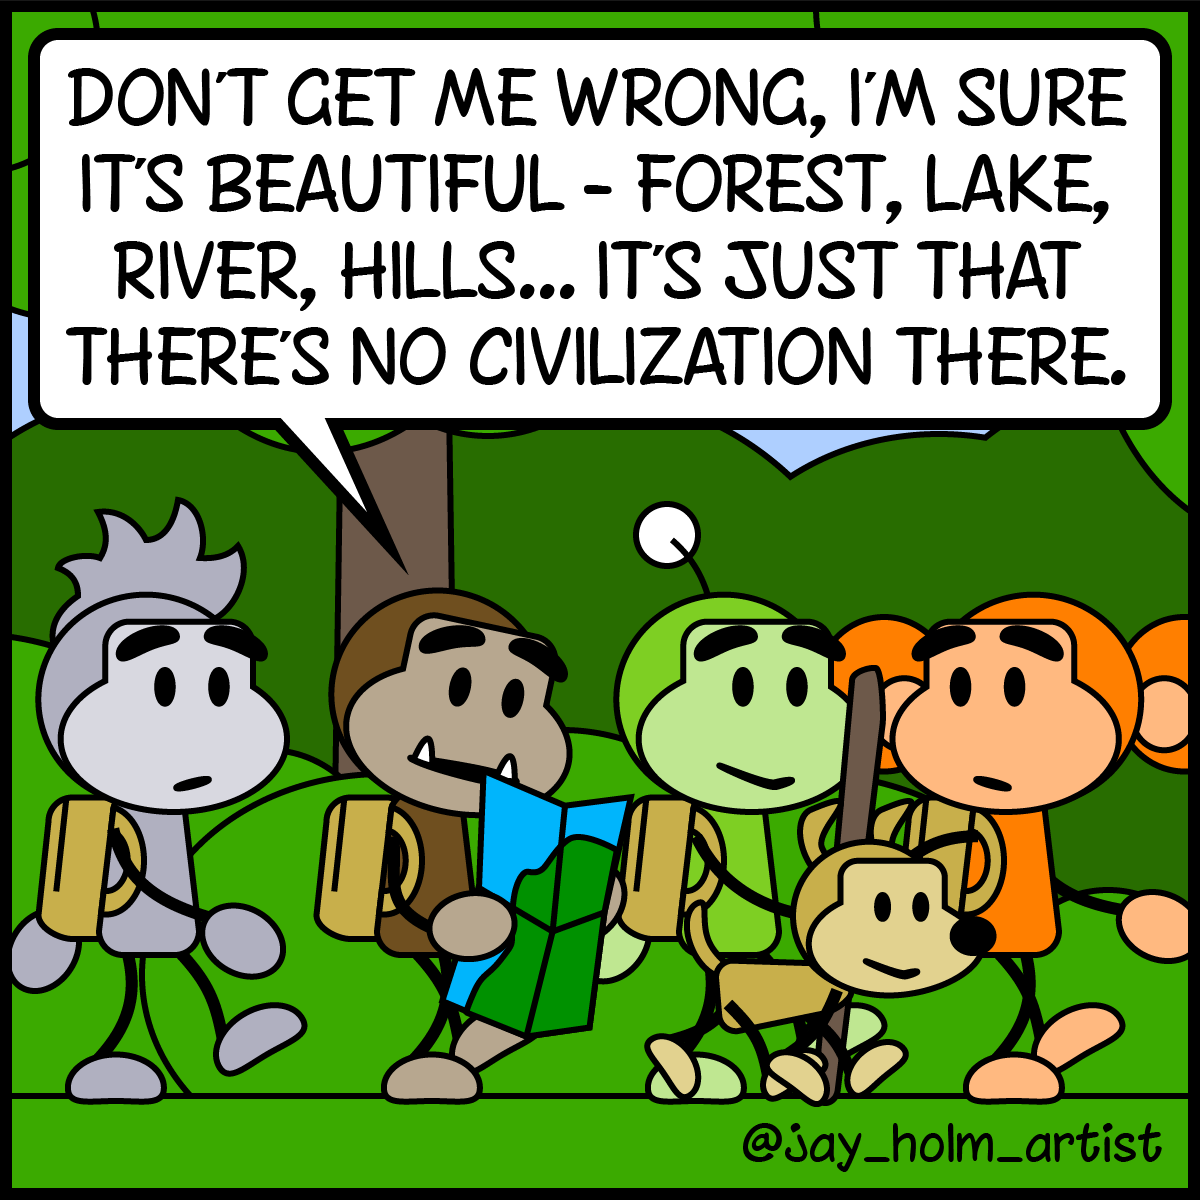 DON'T GET ME WRONG, I'M SURE
IT'S BEAUTIFUL - FOREST, LAKE,
RIVER, HILLS... IT'S JUST THAT
THERE'S NO CIVILIZATION THERE.
@jay_holm_artist